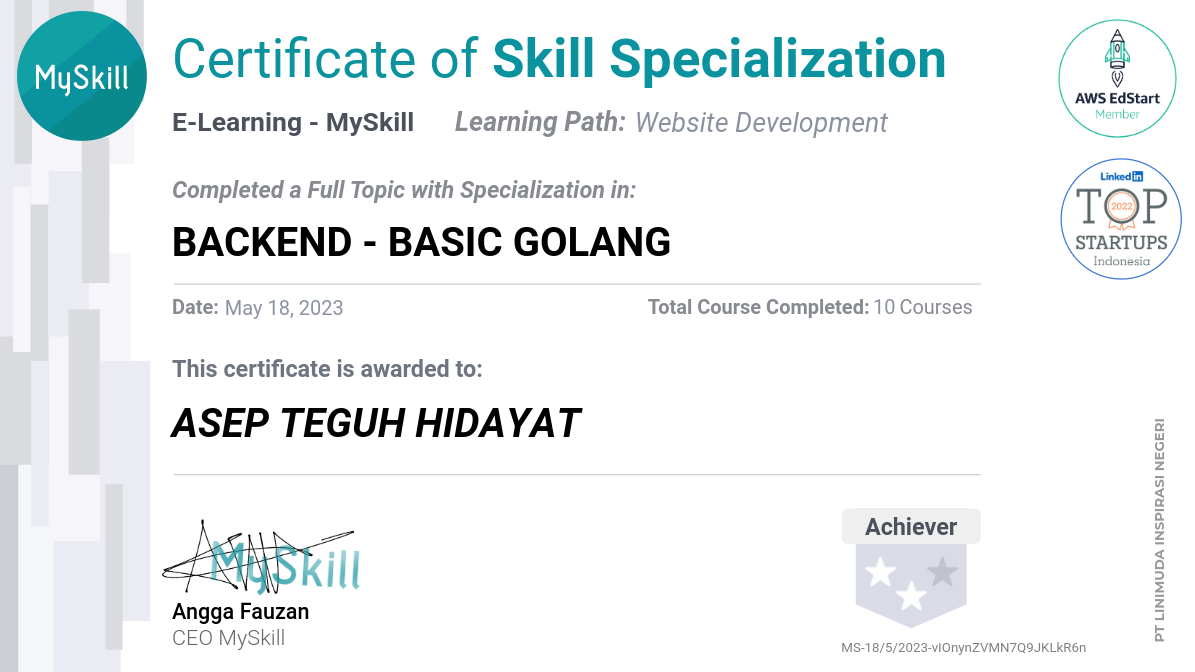 MySkill
Certificate of Skill Specialization
E-Learning - MySkill Learning Path: Website Development
Completed a Full Topic with Specialization in:
BACKEND - BASIC GOLANG
Date: May 18, 2023 Total Course Completed: 10 Courses
This certificate is awarded to:
ASEP TEGUH HIDAYAT
MySkill
Angga Fauzan
CEO MySkill
Achiever
MS-18/5/2023-vIOnynZVMN7Q9JKLkR6n
AWS EdStart
Member
LinkedIn
TOP
2022
STARTUPS
Indonesia
PT LINIMUDA INSPIRASI NEGERI